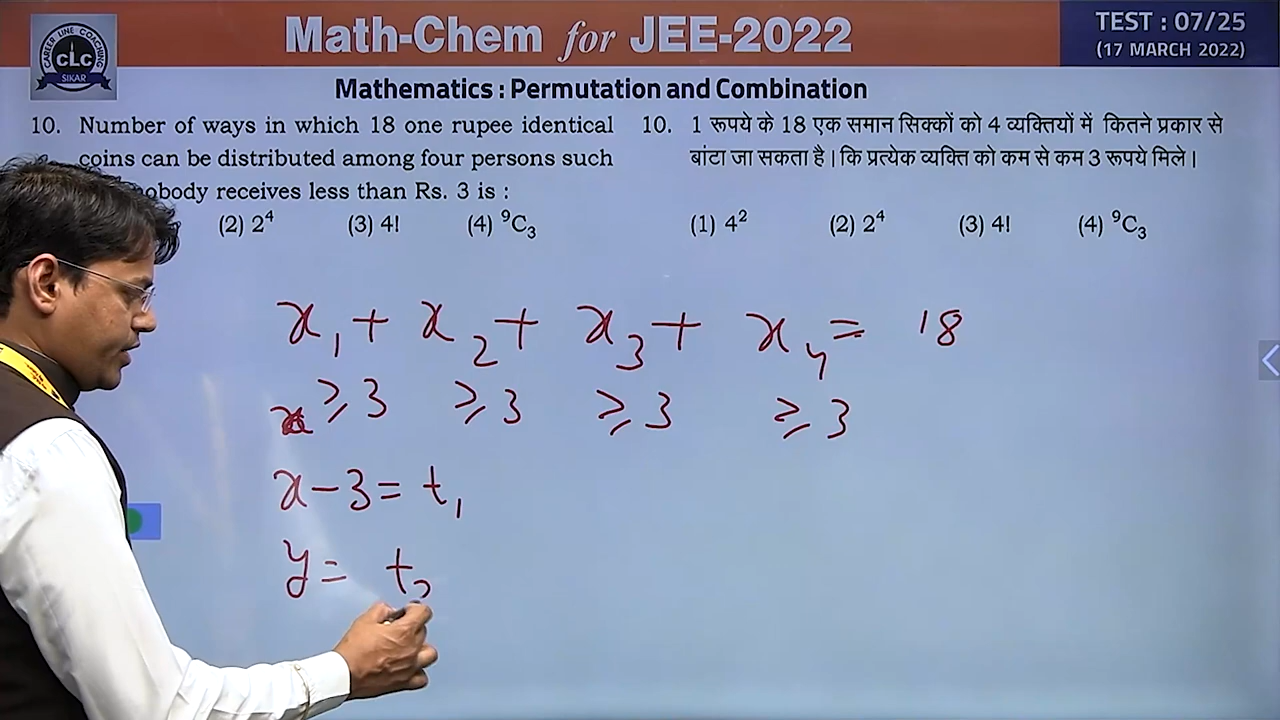 Math-Chem for JEE-2022
TEST : 07/25
(17 MARCH 2022)
CAREER LINE COACHING
CLC
SIKAR
Mathematics : Permutation and Combination
10. Number of ways in which 18 one rupee identical
coins can be distributed among four persons such
nobody receives less than Rs. 3 is :
(2) 2⁴ (3) 4! (4) ⁹C₃
10. 1 रूपये के 18 एक समान सिक्कों को 4 व्यक्तियों में कितने प्रकार से
बांटा जा सकता है। कि प्रत्येक व्यक्ति को कम से कम 3 रूपये मिले।
(1) 4² (2) 2⁴ (3) 4! (4) ⁹C₃
x₁ + x₂ + x₃ + x₄ = 18
⩾3 ⩾3 ⩾3 ⩾3
x − 3 = t₁
y = t₂